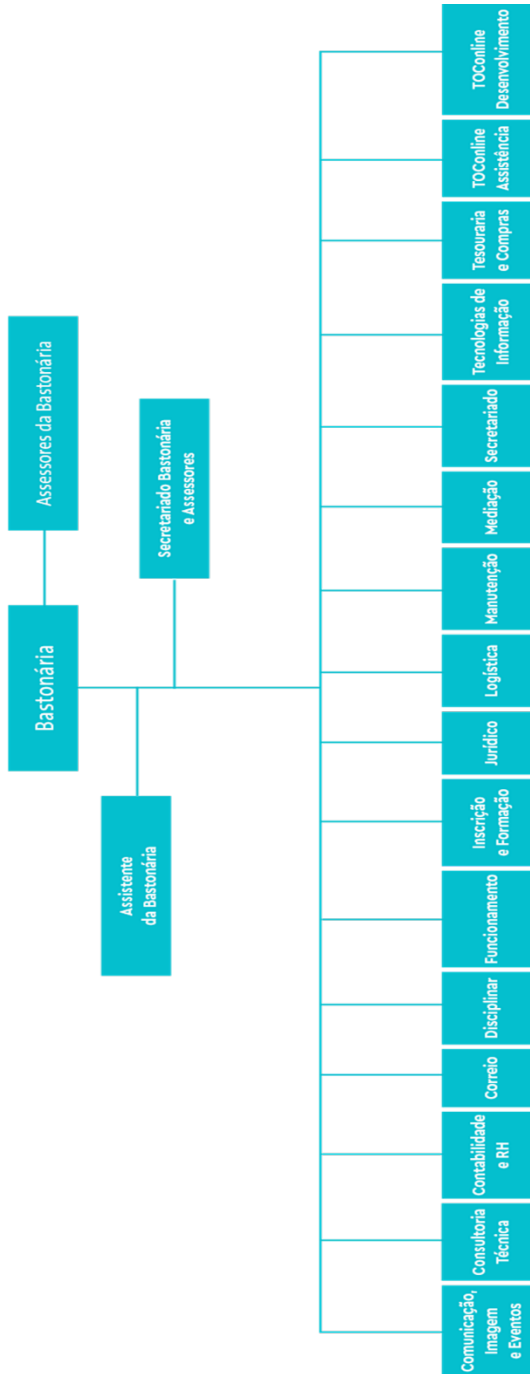 Bastonária
Assessores da Bastonária
Assistente
da Bastonária
Secretariado Bastonária
e Assessores
Comunicação,
Imagem
e Eventos
Consultoria
Técnica
Contabilidade
e RH
Correio
Disciplinar
Funcionamento
Inscrição
e Formação
Jurídico
Logística
Manutenção
Mediação
Secretariado
Tecnologias de
Informação
Tesouraria
e Compras
TOConline
Assistência
TOConline
Desenvolvimento